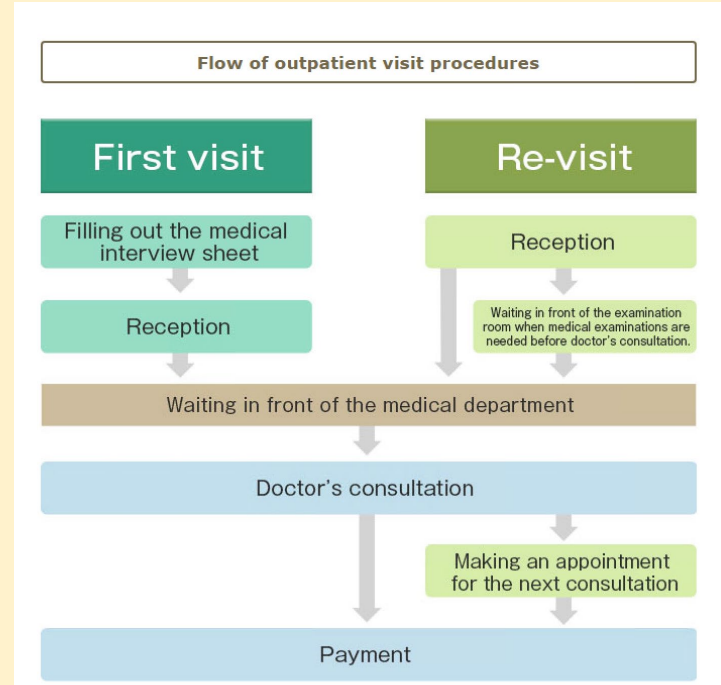 Flow of outpatient visit procedures
First visit
Re-visit
Filling out the medical
interview sheet
Reception
Reception
Waiting in front of the examination
room when medical examinations are
needed before doctor's consultation.
Waiting in front of the medical department
Doctor's consultation
Making an appointment
for the next consultation
Payment